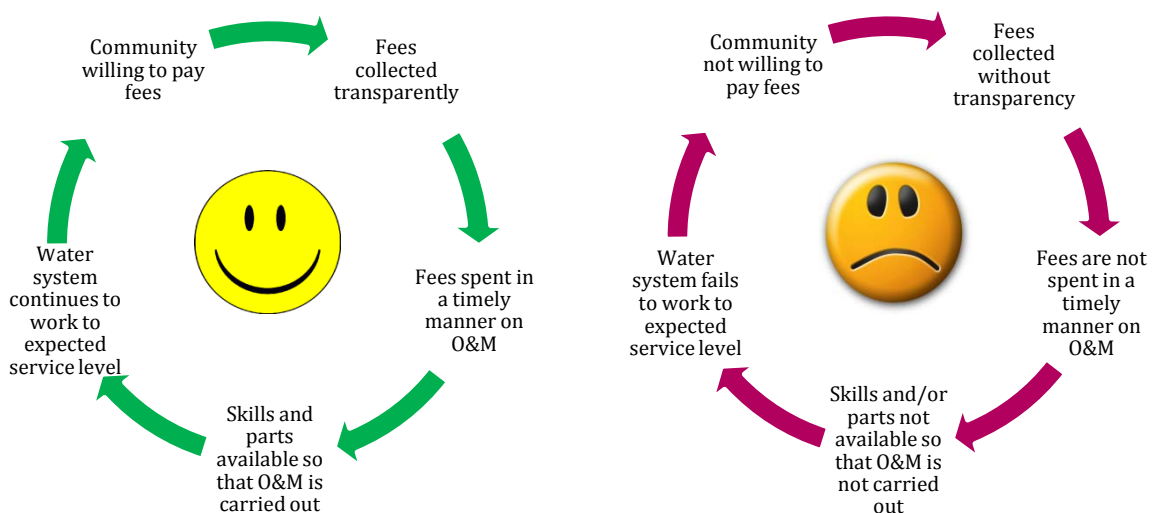 Community
willing to pay
fees
Fees
collected
transparently
Fees spent in
a timely
manner on
O&M
Skills and
parts
available so
that O&M is
carried out
Water
system
continues to
work to
expected
service level
Community
not willing to
pay fees
Fees
collected
without
transparency
Fees are not
spent in a
timely
manner on
O&M
Skills and/or
parts not
available so
that O&M is
not carried
out
Water
system fails
to work to
expected
service level